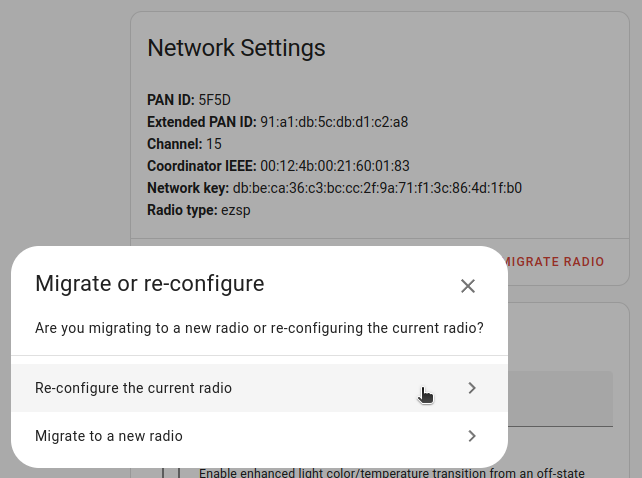 Network Settings
PAN ID: 5F5D
Extended PAN ID: 91:a1:db:5c:db:d1:c2:a8
Channel: 15
Coordinator IEEE: 00:12:4b:00:21:60:01:83
Network key: db:be:ca:36:c3:bc:cc:2f:9a:71:f1:3c:86:4d:1f:b0
Radio type: ezsp
MIGRATE RADIO
Migrate or re-configure
Are you migrating to a new radio or re-configuring the current radio?
Re-configure the current radio
Migrate to a new radio
Enable enhanced light color/temperature transition from an off-state